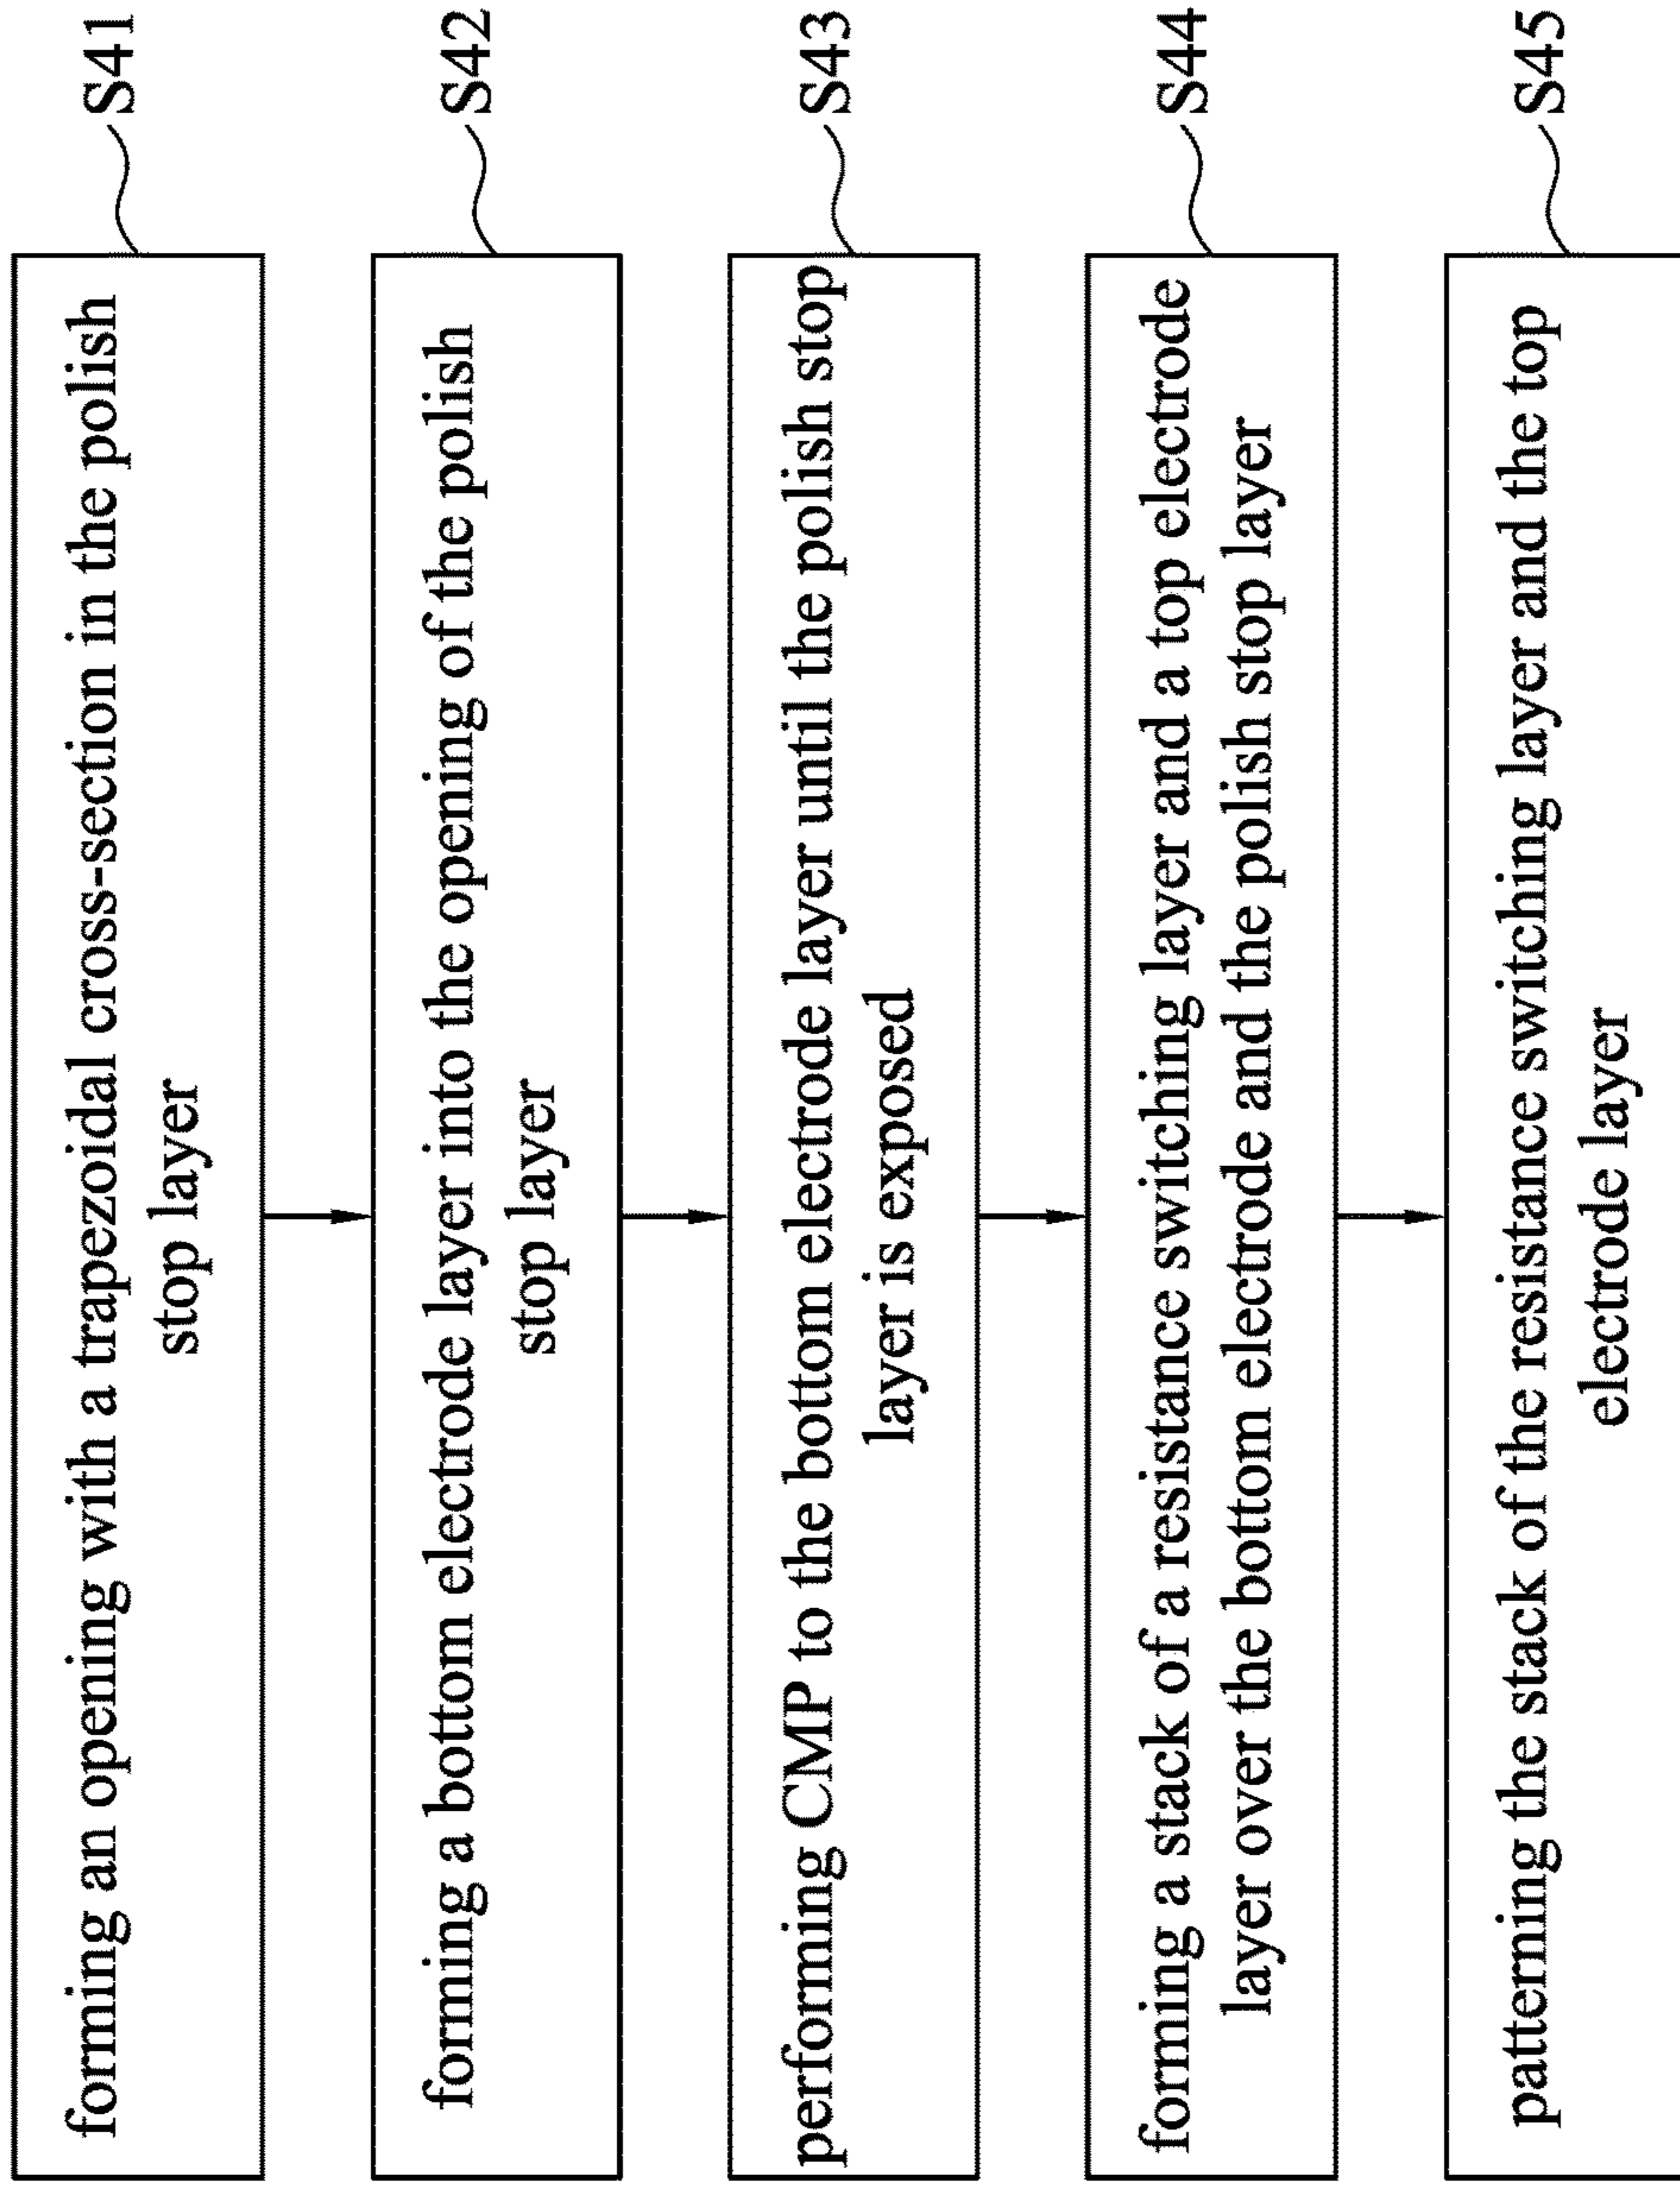 forming an opening with a trapezoidal cross-section in the polish
stop layer
S41
forming a bottom electrode layer into the opening of the polish
stop layer
S42
performing CMP to the bottom electrode layer until the polish stop
layer is exposed
S43
forming a stack of a resistance switching layer and a top electrode
layer over the bottom electrode and the polish stop layer
S44
patterning the stack of the resistance switching layer and the top
electrode layer
S45